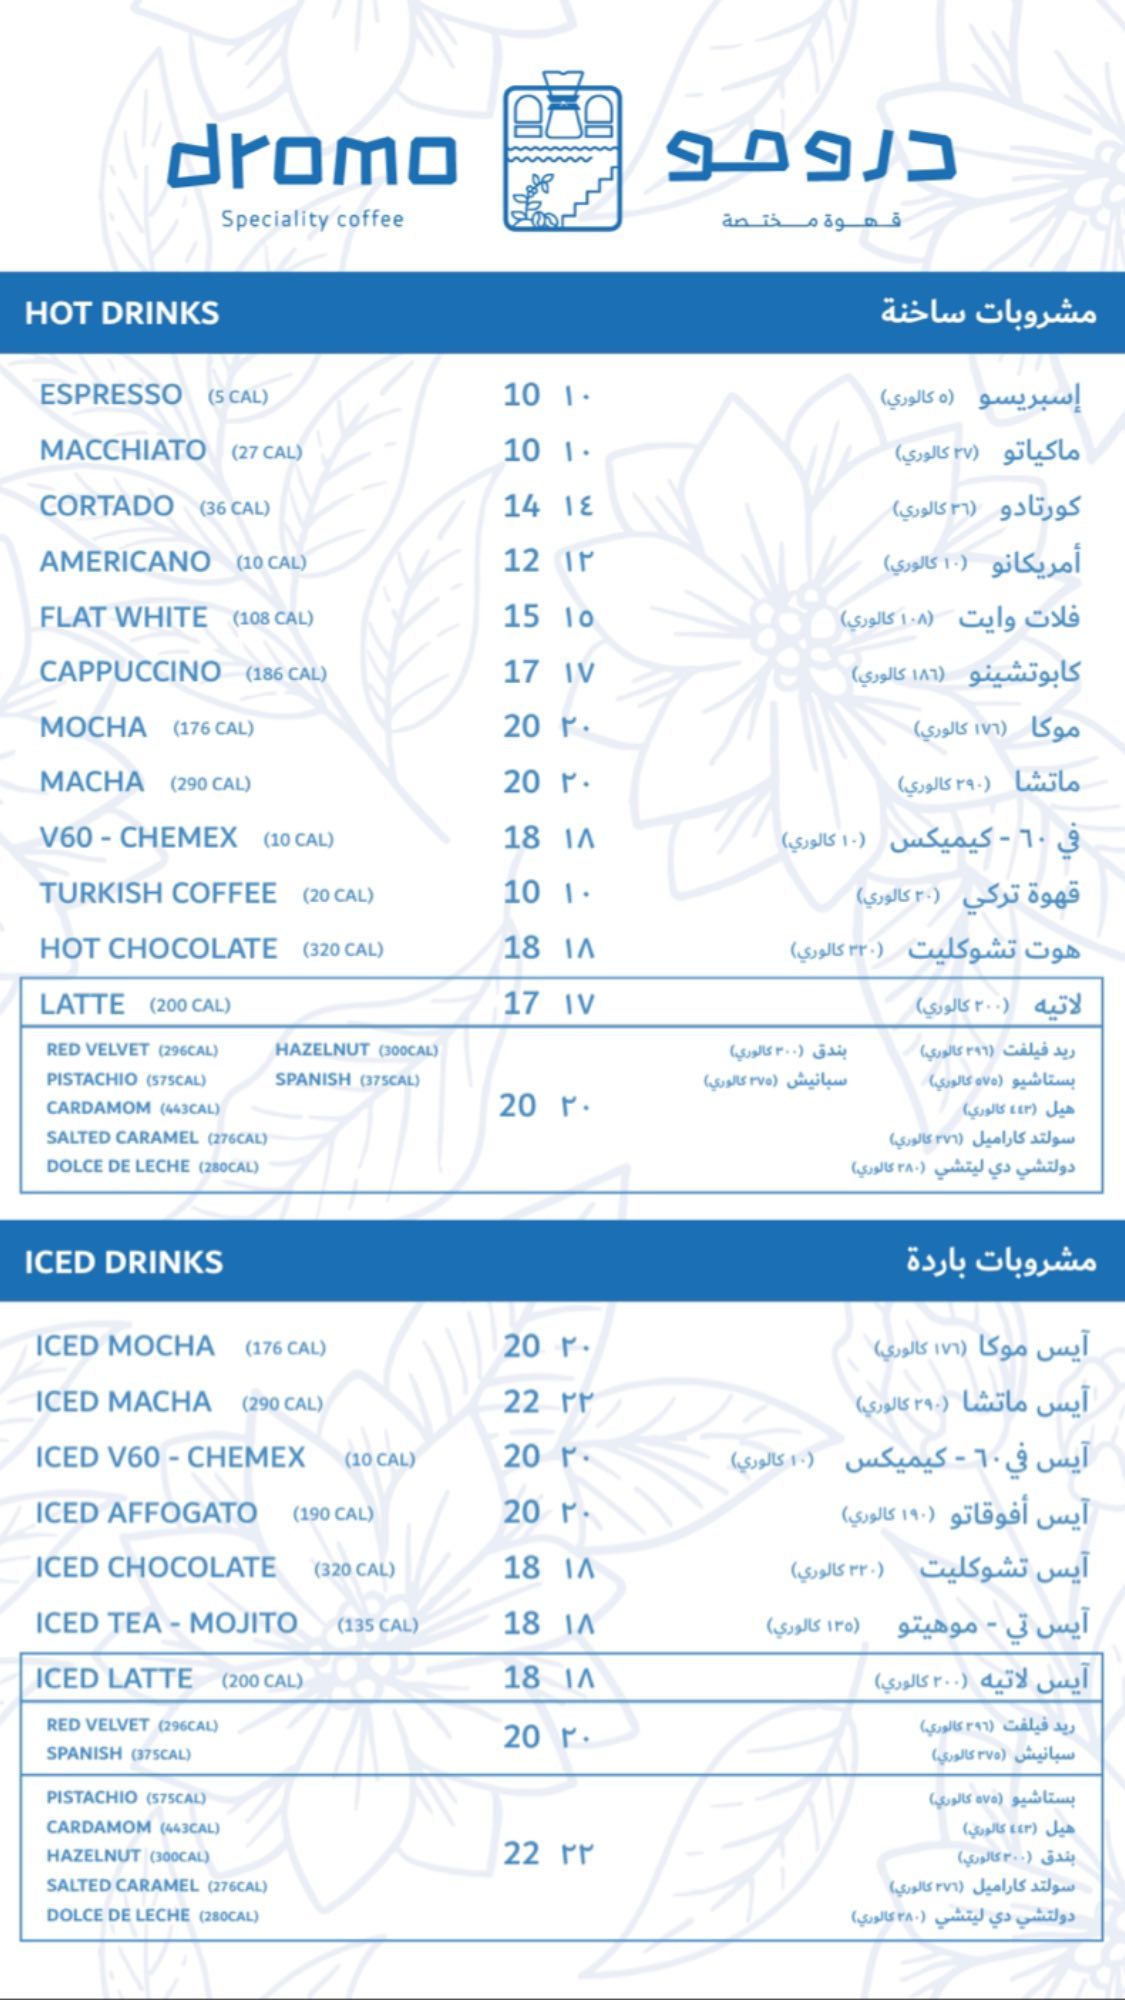 dromo درومو
Speciality coffee قهوة مختصة
HOT DRINKS مشروبات ساخنة
ESPRESSO (5 CAL) 10 ١٠ إسبريسو (٥ كالوري)
MACCHIATO (27 CAL) 10 ١٠ ماكياتو (٢٧ كالوري)
CORTADO (36 CAL) 14 ١٤ كورتادو (٣٦ كالوري)
AMERICANO (10 CAL) 12 ١٢ أمريكانو (١٠ كالوري)
FLAT WHITE (108 CAL) 15 ١٥ فلات وايت (١٠٨ كالوري)
CAPPUCCINO (186 CAL) 17 ١٧ كابوتشينو (١٨٦ كالوري)
MOCHA (176 CAL) 20 ٢٠ موكا (١٧٦ كالوري)
MACHA (290 CAL) 20 ٢٠ ماتشا (٢٩٠ كالوري)
V60 - CHEMEX (10 CAL) 18 ١٨ في ٦٠ - كيميكس (١٠ كالوري)
TURKISH COFFEE (20 CAL) 10 ١٠ قهوة تركي (٢٠ كالوري)
HOT CHOCOLATE (320 CAL) 18 ١٨ هوت تشوكليت (٣٢٠ كالوري)
LATTE (200 CAL) 17 ١٧ لاتيه (٢٠٠ كالوري)
RED VELVET (296CAL) HAZELNUT (300CAL) ريد فيلفت (٢٩٦ كالوري) بندق (٣٠٠ كالوري)
PISTACHIO (575CAL) SPANISH (375CAL) بستاشيو (٥٧٥ كالوري) سبانيش (٣٧٥ كالوري)
CARDAMOM (443CAL) 20 ٢٠ هيل (٤٤٣ كالوري)
SALTED CARAMEL (276CAL) سولتد كاراميل (٢٧٦ كالوري)
DOLCE DE LECHE (280CAL) دولتشي دي ليتشي (٢٨٠ كالوري)
ICED DRINKS مشروبات باردة
ICED MOCHA (176 CAL) 20 ٢٠ آيس موكا (١٧٦ كالوري)
ICED MACHA (290 CAL) 22 ٢٢ آيس ماتشا (٢٩٠ كالوري)
ICED V60 - CHEMEX (10 CAL) 20 ٢٠ آيس في٦٠ - كيميكس (١٠ كالوري)
ICED AFFOGATO (190 CAL) 20 ٢٠ آيس أفوقاتو (١٩٠ كالوري)
ICED CHOCOLATE (320 CAL) 18 ١٨ آيس تشوكليت (٣٢٠ كالوري)
ICED TEA - MOJITO (135 CAL) 18 ١٨ آيس تي - موهيتو (١٣٥ كالوري)
ICED LATTE (200 CAL) 18 ١٨ آيس لاتيه (٢٠٠ كالوري)
RED VELVET (296CAL) 20 ٢٠ ريد فيلفت (٢٩٦ كالوري)
SPANISH (375CAL) سبانيش (٣٧٥ كالوري)
PISTACHIO (575CAL) بستاشيو (٥٧٥ كالوري)
CARDAMOM (443CAL) هيل (٤٤٣ كالوري)
HAZELNUT (300CAL) 22 ٢٢ بندق (٣٠٠ كالوري)
SALTED CARAMEL (276CAL) سولتد كاراميل (٢٧٦ كالوري)
DOLCE DE LECHE (280CAL) دولتشي دي ليتشي (٢٨٠ كالوري)